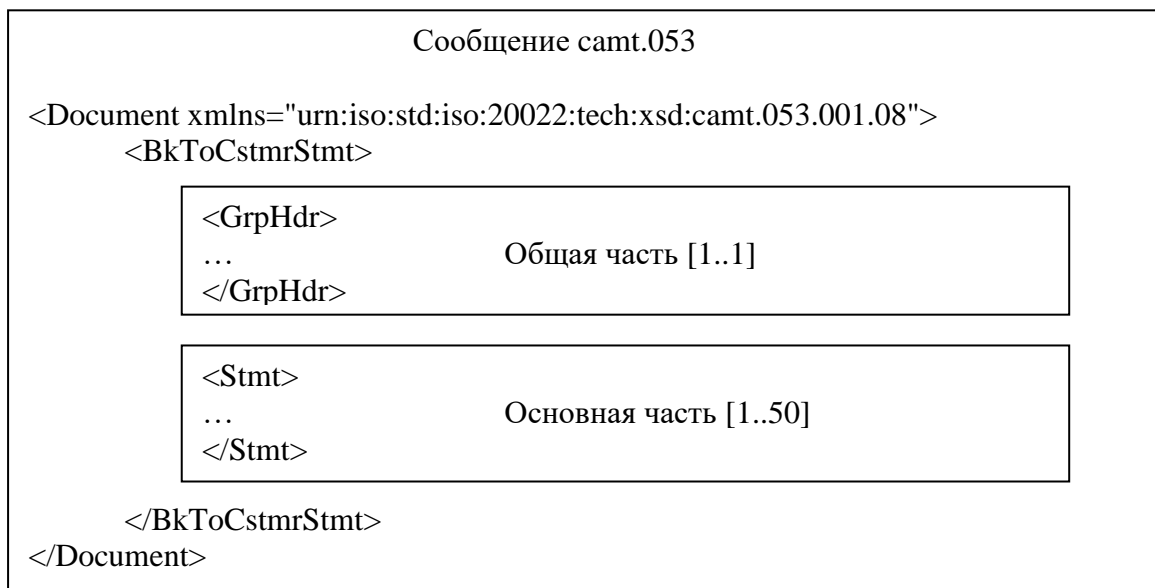 Сообщение camt.053
<Document xmlns="urn:iso:std:iso:20022:tech:xsd:camt.053.001.08">
<BkToCstmrStmt>
<GrpHdr>
… Общая часть [1..1]
</GrpHdr>
<Stmt>
… Основная часть [1..50]
</Stmt>
</BkToCstmrStmt>
</Document>